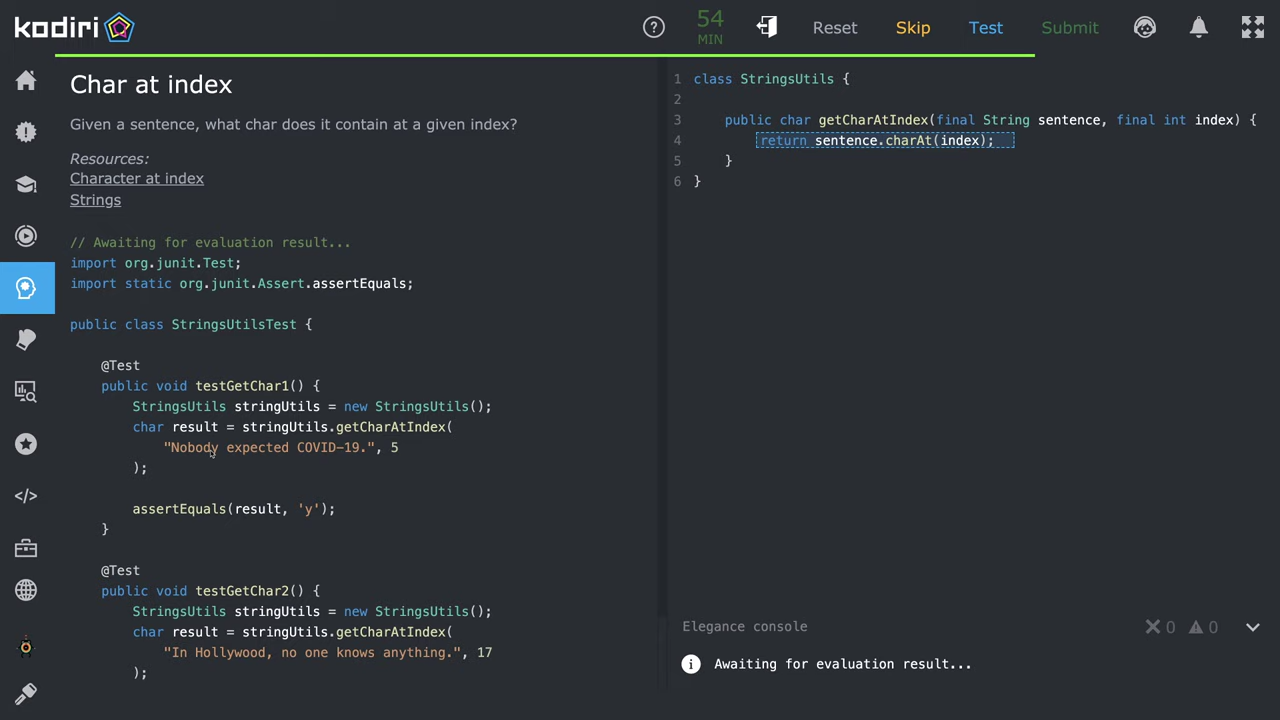 kodiri
?
54
MIN
Reset
Skip
Test
Submit
Char at index
Given a sentence, what char does it contain at a given index?
Resources:
Character at index
Strings
// Awaiting for evaluation result...
import org.junit.Test;
import static org.junit.Assert.assertEquals;
public class StringsUtilsTest {
@Test
public void testGetChar1() {
StringsUtils stringUtils = new StringsUtils();
char result = stringUtils.getCharAtIndex(
"Nobody expected COVID-19.", 5
);
assertEquals(result, 'y');
}
@Test
public void testGetChar2() {
StringsUtils stringUtils = new StringsUtils();
char result = stringUtils.getCharAtIndex(
"In Hollywood, no one knows anything.", 17
);
1 class StringsUtils {
2
3 public char getCharAtIndex(final String sentence, final int index) {
4 return sentence.charAt(index);
5 }
6 }
Elegance console
0 0
Awaiting for evaluation result...